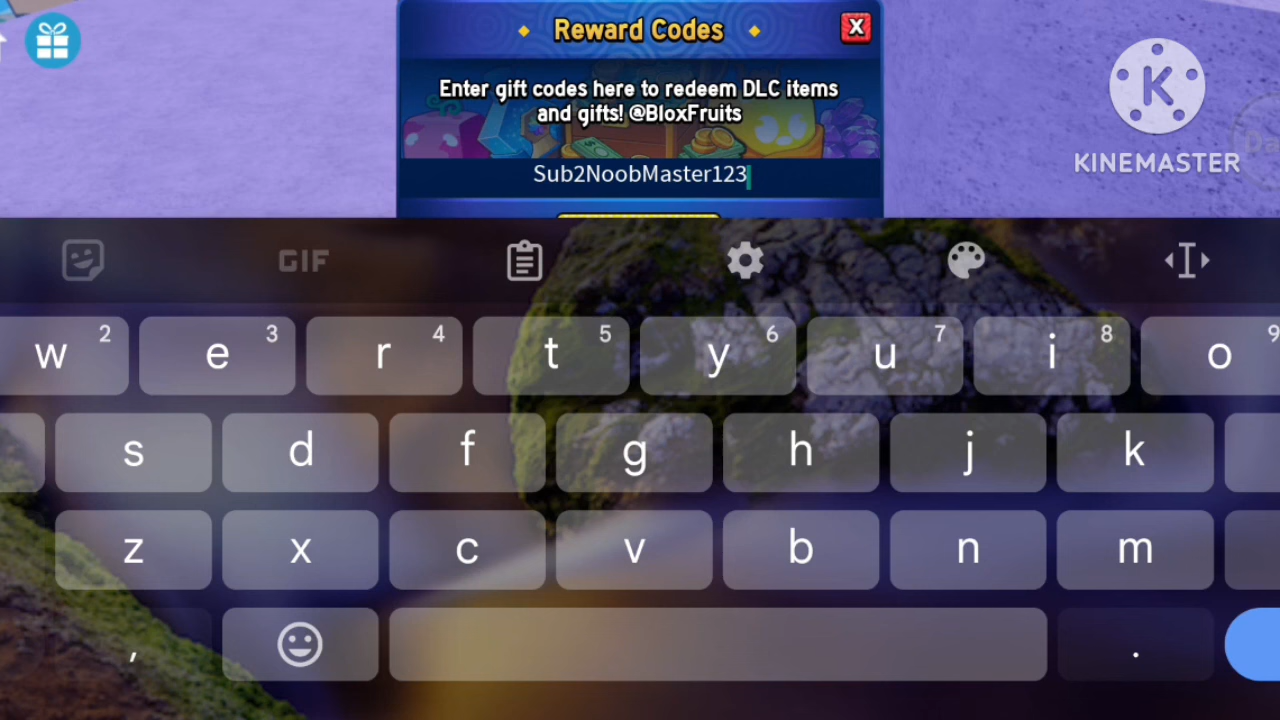 Reward Codes
X
Enter gift codes here to redeem DLC items
and gifts! @BloxFruits
Sub2NoobMaster123
K
KINEMASTER
GIF
w 2 e 3 r 4 t 5 y 6 u 7 i 8 o 9
s d f g h j k
z x c v b n m
, .